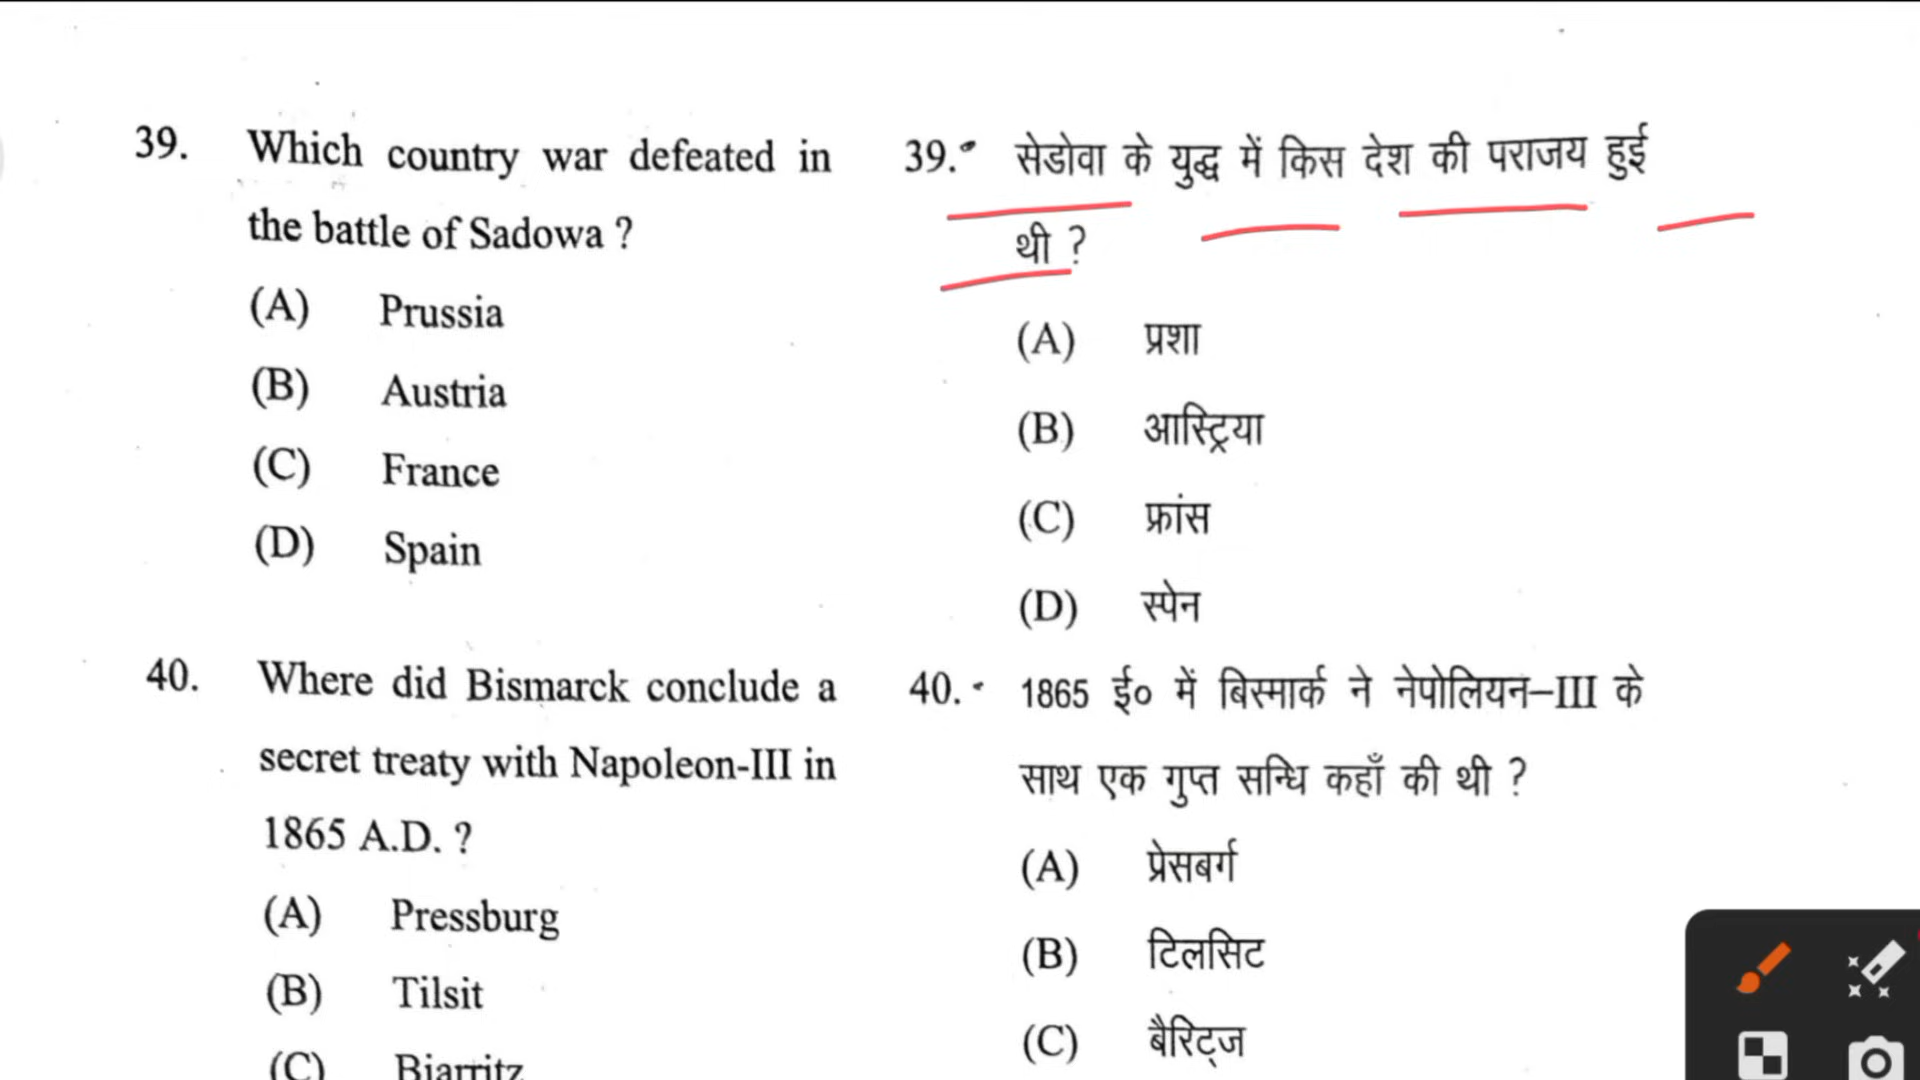 39. Which country war defeated in
the battle of Sadowa ?
(A) Prussia
(B) Austria
(C) France
(D) Spain
40. Where did Bismarck conclude a
secret treaty with Napoleon-III in
1865 A.D. ?
(A) Pressburg
(B) Tilsit
(C) Biarritz
39. सेडोवा के युद्ध में किस देश की पराजय हुई
थी ?
(A) प्रशा
(B) आस्ट्रिया
(C) फ्रांस
(D) स्पेन
40. 1865 ई० में बिस्मार्क ने नेपोलियन–III के
साथ एक गुप्त सन्धि कहाँ की थी ?
(A) प्रेसबर्ग
(B) टिलसिट
(C) बैरिट्ज